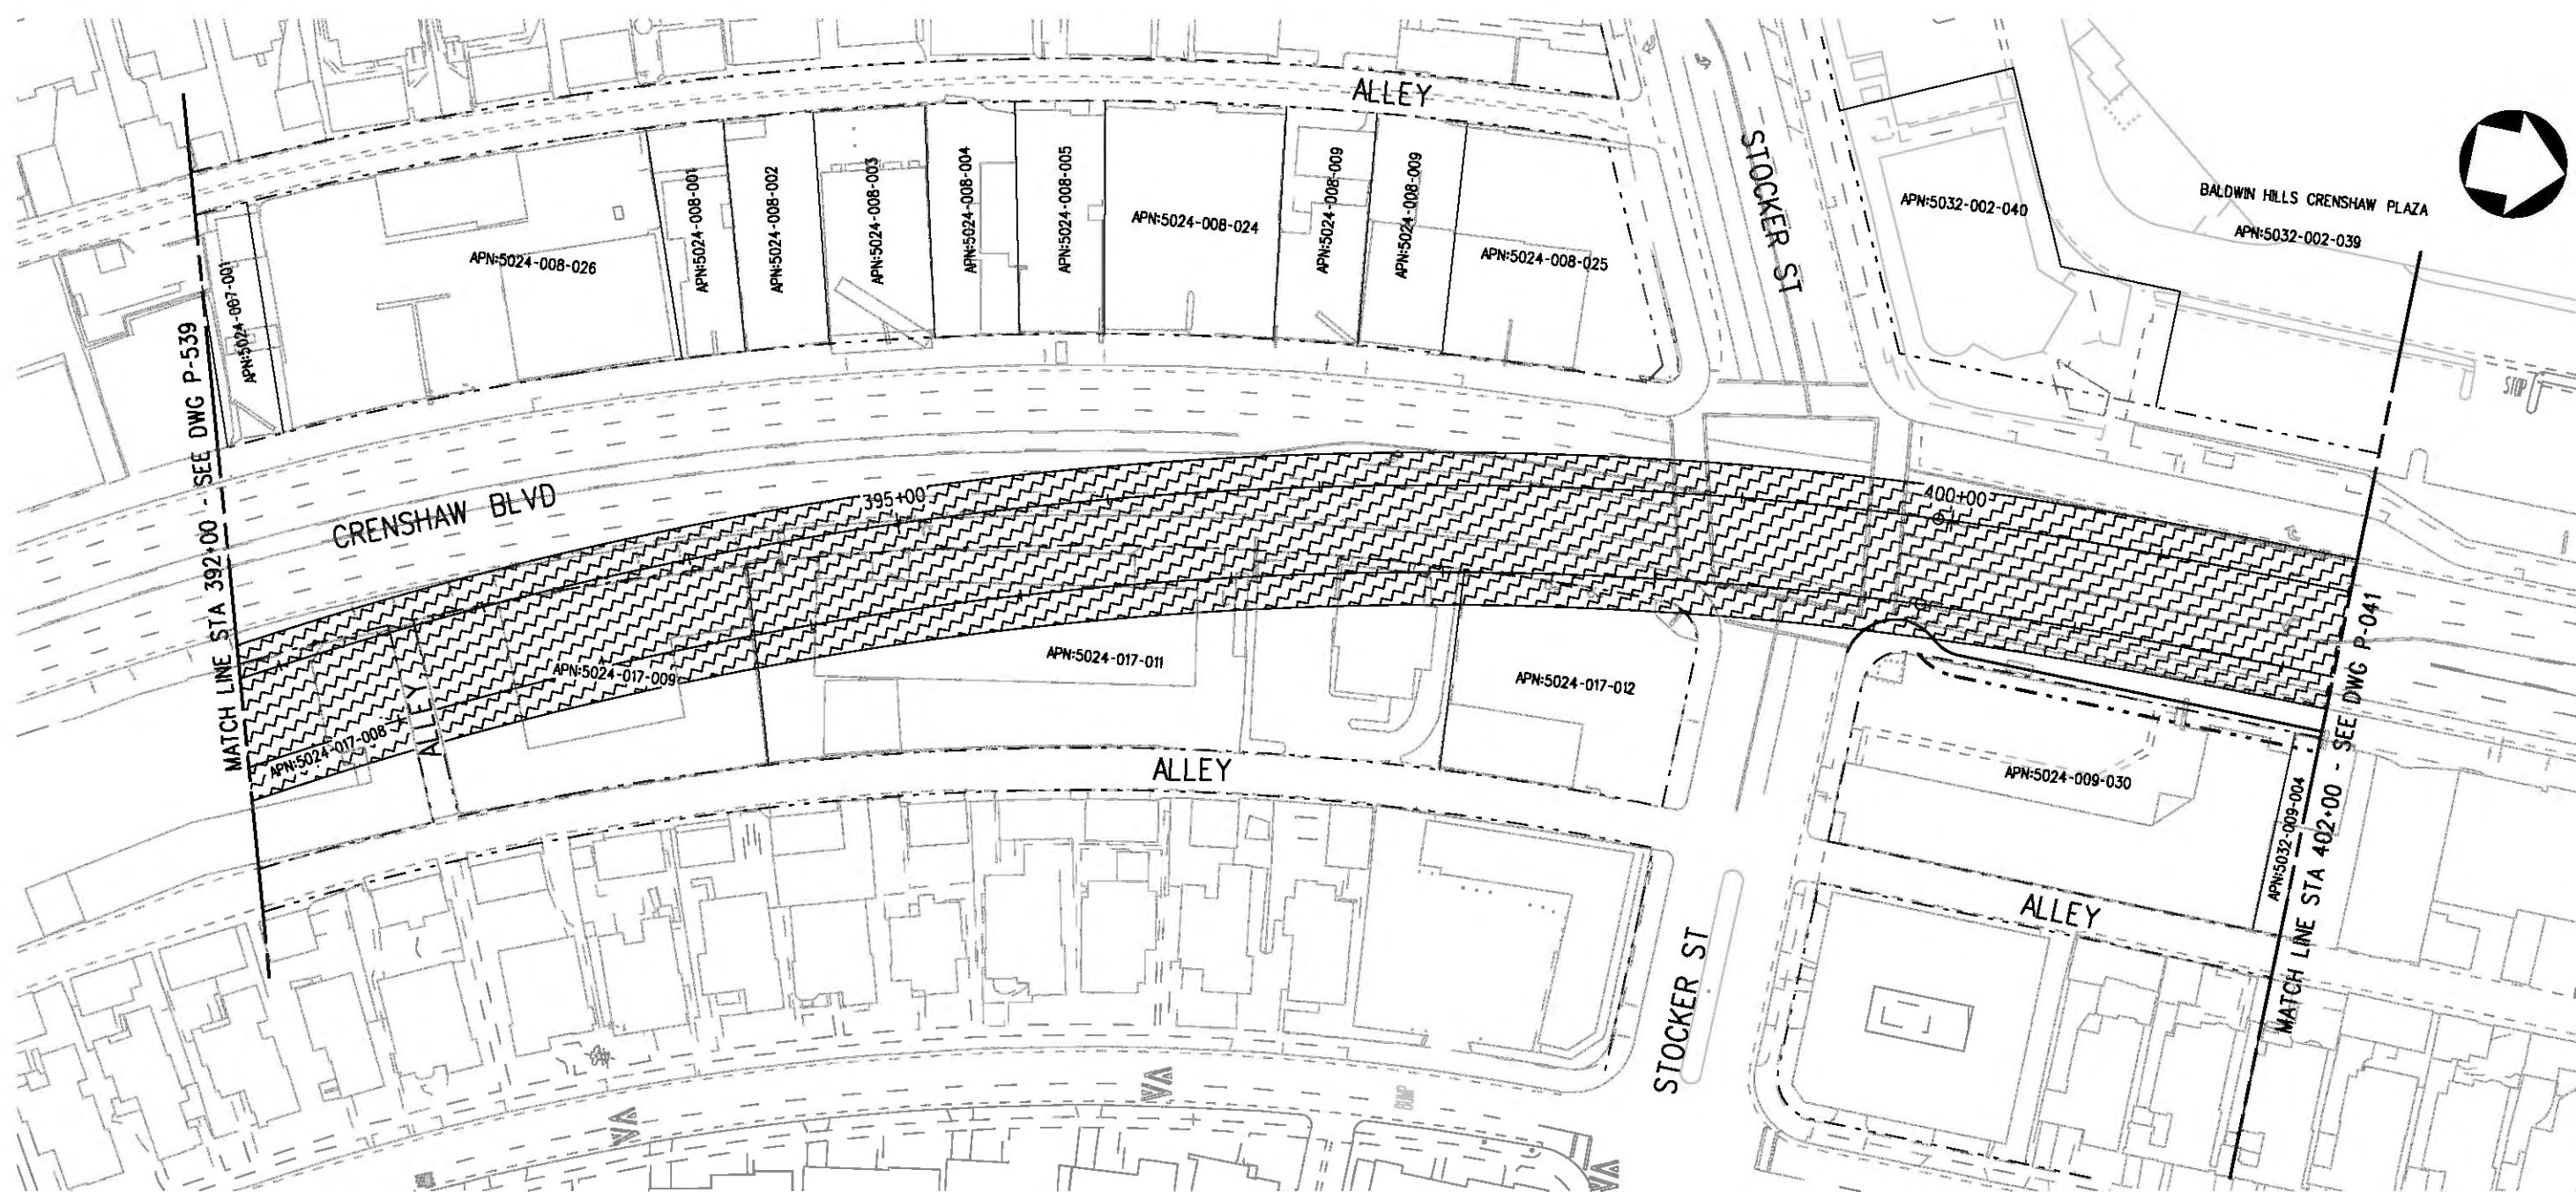 ALLEY
STOCKER ST
BALDWIN HILLS CRENSHAW PLAZA
APN:5032-002-039
APN:5032-002-040
APN:5024-007-001
APN:5024-008-026
APN:5024-008-001
APN:5024-008-002
APN:5024-008-003
APN:5024-008-004
APN:5024-008-005
APN:5024-008-024
APN:5024-008-009
APN:5024-008-009
APN:5024-008-025
STOP
MATCH LINE STA 392+00 - SEE DWG P-539
CRENSHAW BLVD
395+00
400+00
APN:5024-017-008
ALLEY
APN:5024-017-009
APN:5024-017-011
APN:5024-017-012
ALLEY
APN:5024-009-030
APN:5032-009-004
MATCH LINE STA 402+00 - SEE DWG P-041
ALLEY
STOCKER ST
BUMP